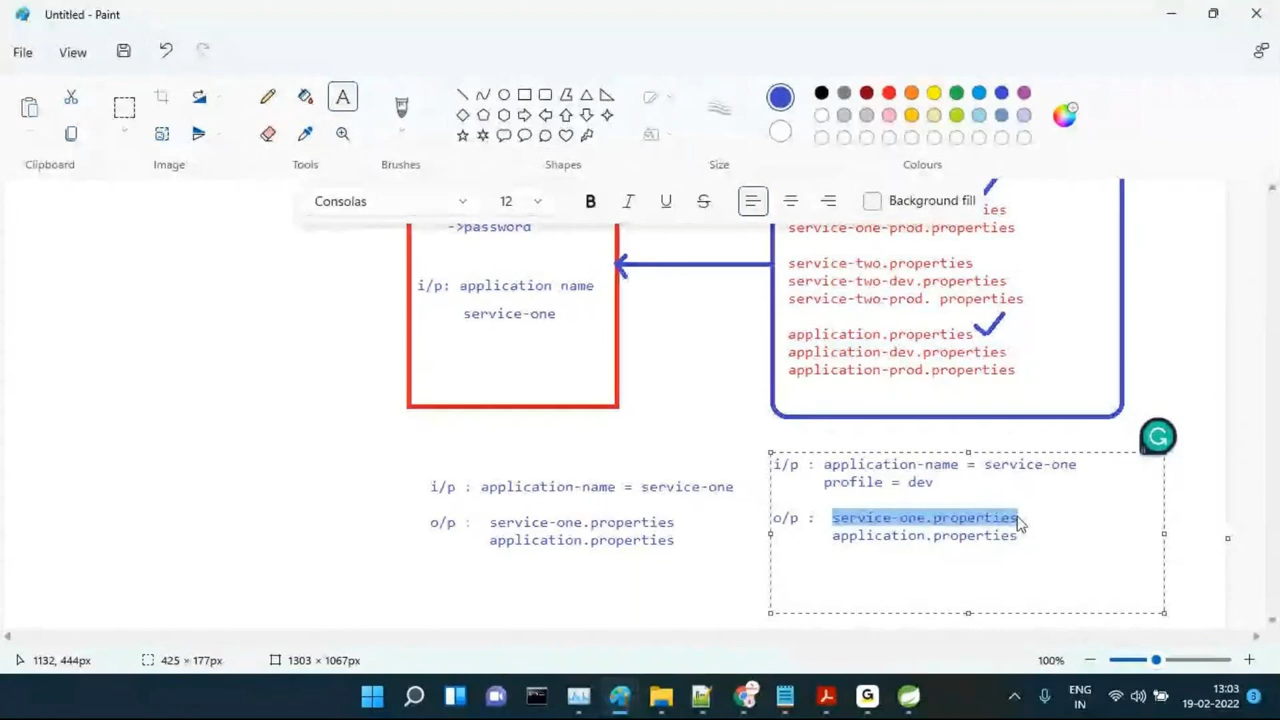 Untitled - Paint
File
View
Clipboard
Image
Tools
Brushes
Shapes
Size
Colours
Consolas
12
B
I
U
S
Background fill
->password
i/p: application name
service-one
ies
service-one-prod.properties
service-two.properties
service-two-dev.properties
service-two-prod. properties
application.properties
application-dev.properties
application-prod.properties
i/p : application-name = service-one
o/p : service-one.properties
application.properties
i/p : application-name = service-one
profile = dev
o/p : service-one.properties
application.properties
1132, 444px
425 × 177px
1303 × 1067px
100%
ENG
IN
13:03
19-02-2022
3